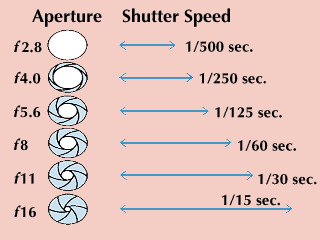 Aperture Shutter Speed
f2.8 1/500 sec.
f4.0 1/250 sec.
f5.6 1/125 sec.
f8 1/60 sec.
f11 1/30 sec.
f16 1/15 sec.